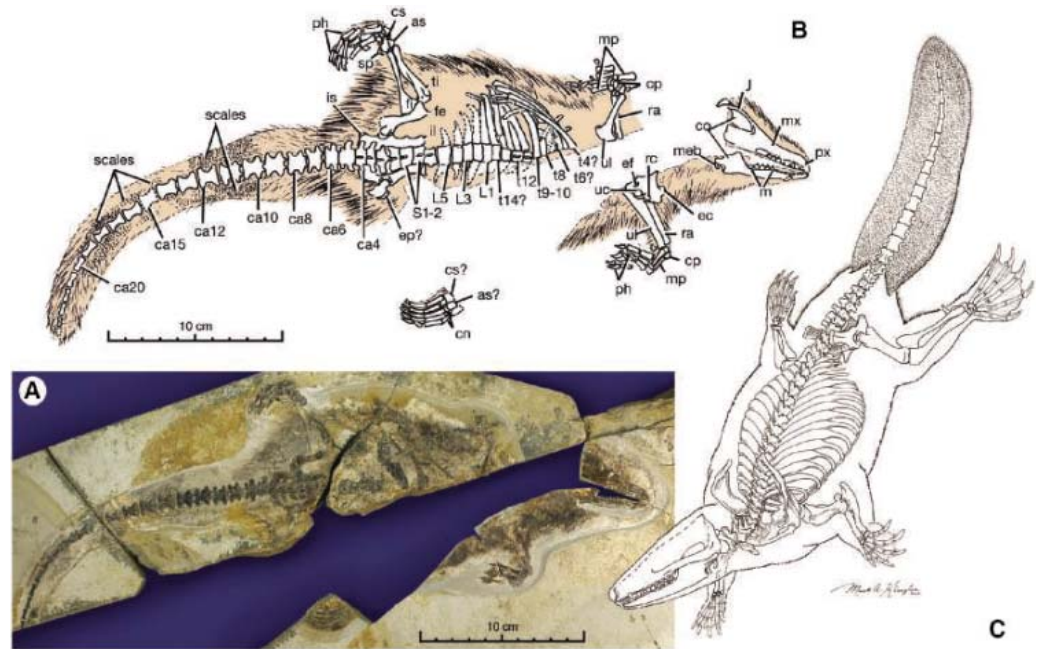 B
cs
as
ph
sp
ti
is
fi
fe
il
mp
cp
ra
ul
J
co
mx
meb
px
m
scales
scales
t4?
t6?
t8
t9-10
t12
t14?
L1
L3
L5
S1-2
ef
rc
uc
ec
ul
ra
cp
mp
ph
ep?
ca4
ca6
ca8
ca10
ca12
ca15
ca20
cs?
as?
cn
10 cm
A
10 cm
C